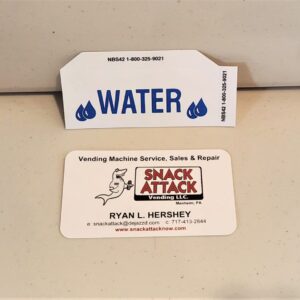 NBS42 1-800-325-9021
WATER
NBS42 1-800-325-9021
Vending Machine Service, Sales & Repair
SNACK
ATTACK
Vending LLC.
Manheim, PA
RYAN L. HERSHEY
e: snackattack@dejazzd.com c: 717-413-2844
www.snackattacknow.com